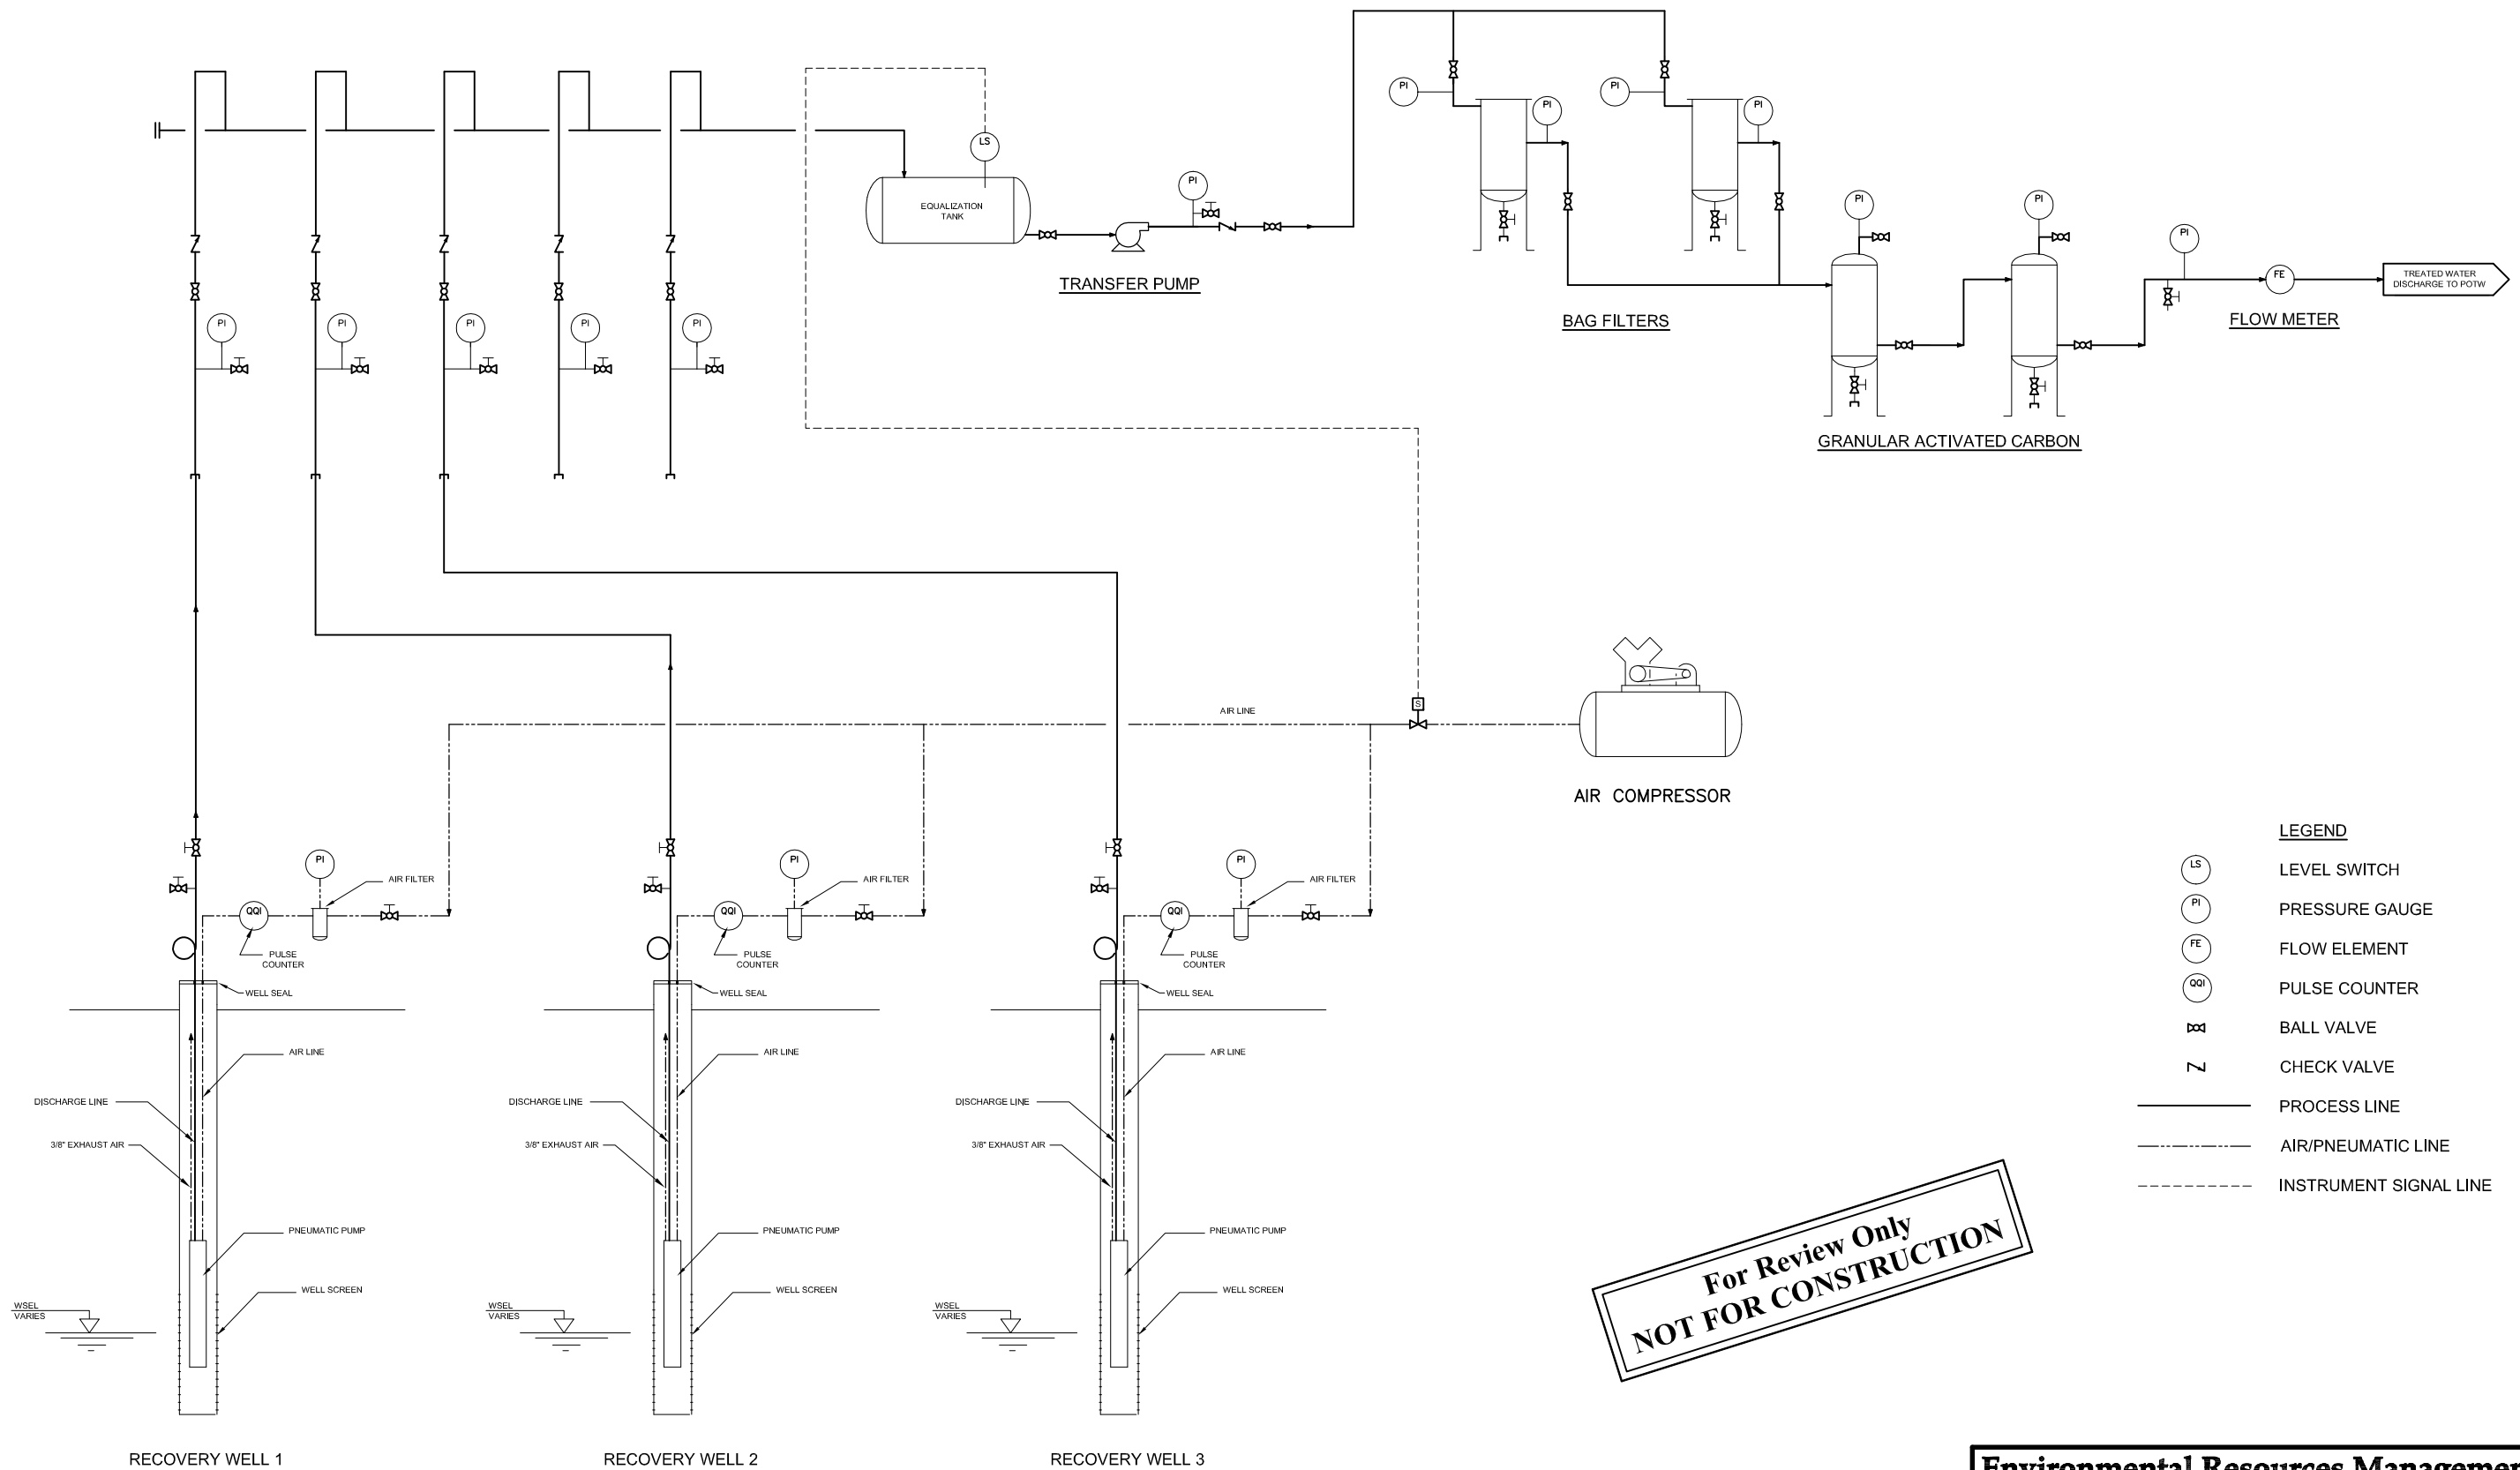 PI
PI
PI
PI
LS
PI
EQUALIZATION
TANK
TRANSFER PUMP
PI
PI
PI
BAG FILTERS
FE
FLOW METER
TREATED WATER
DISCHARGE TO POTW
GRANULAR ACTIVATED CARBON
PI
PI
PI
PI
PI
AIR LINE
S
AIR COMPRESSOR
PI
AIR FILTER
QQI
PULSE
COUNTER
WELL SEAL
AIR LINE
DISCHARGE LINE
3/8" EXHAUST AIR
PNEUMATIC PUMP
WELL SCREEN
WSEL
VARIES
RECOVERY WELL 1
PI
AIR FILTER
QQI
PULSE
COUNTER
WELL SEAL
AIR LINE
DISCHARGE LINE
3/8" EXHAUST AIR
PNEUMATIC PUMP
WELL SCREEN
WSEL
VARIES
RECOVERY WELL 2
PI
AIR FILTER
QQI
PULSE
COUNTER
WELL SEAL
AIR LINE
DISCHARGE LINE
3/8" EXHAUST AIR
PNEUMATIC PUMP
WELL SCREEN
WSEL
VARIES
RECOVERY WELL 3
LEGEND
LS LEVEL SWITCH
PI PRESSURE GAUGE
FE FLOW ELEMENT
QQI PULSE COUNTER
BALL VALVE
CHECK VALVE
PROCESS LINE
AIR/PNEUMATIC LINE
INSTRUMENT SIGNAL LINE
For Review Only
NOT FOR CONSTRUCTION
Environmental Resources Managemen